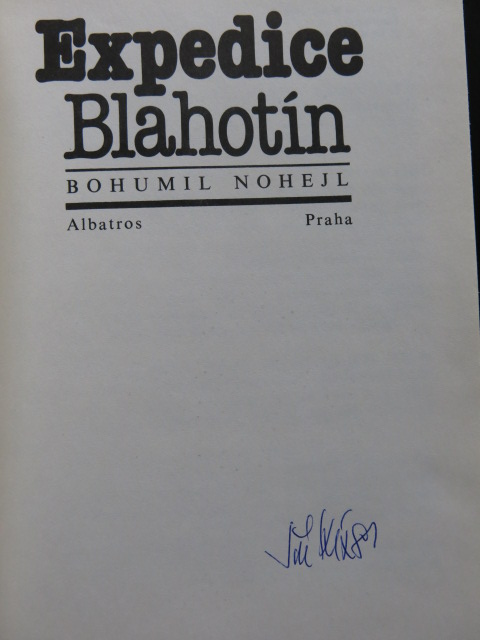 Expedice
Blahotín
BOHUMIL NOHEJL
Albatros Praha